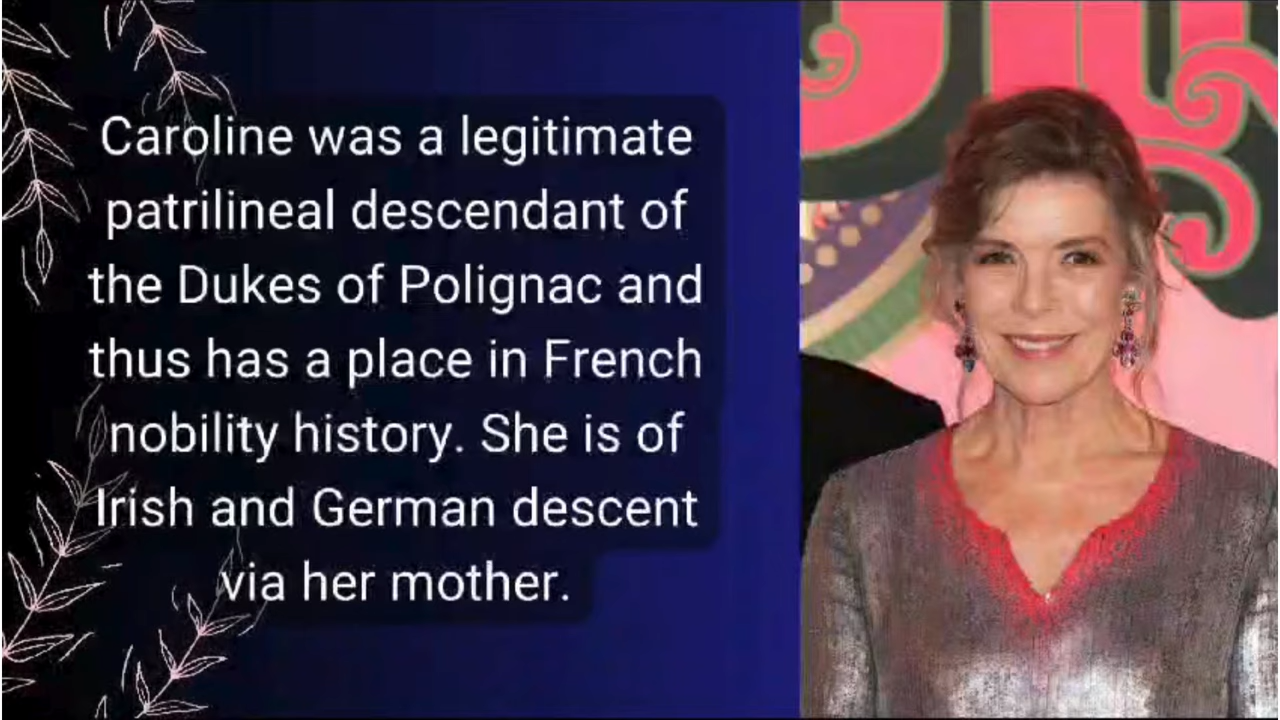 Caroline was a legitimate
patrilineal descendant of
the Dukes of Polignac and
thus has a place in French
nobility history. She is of
Irish and German descent
via her mother.